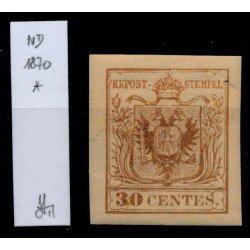 ND
1870
*
KKPOST-STEMPEL
30 CENTES.